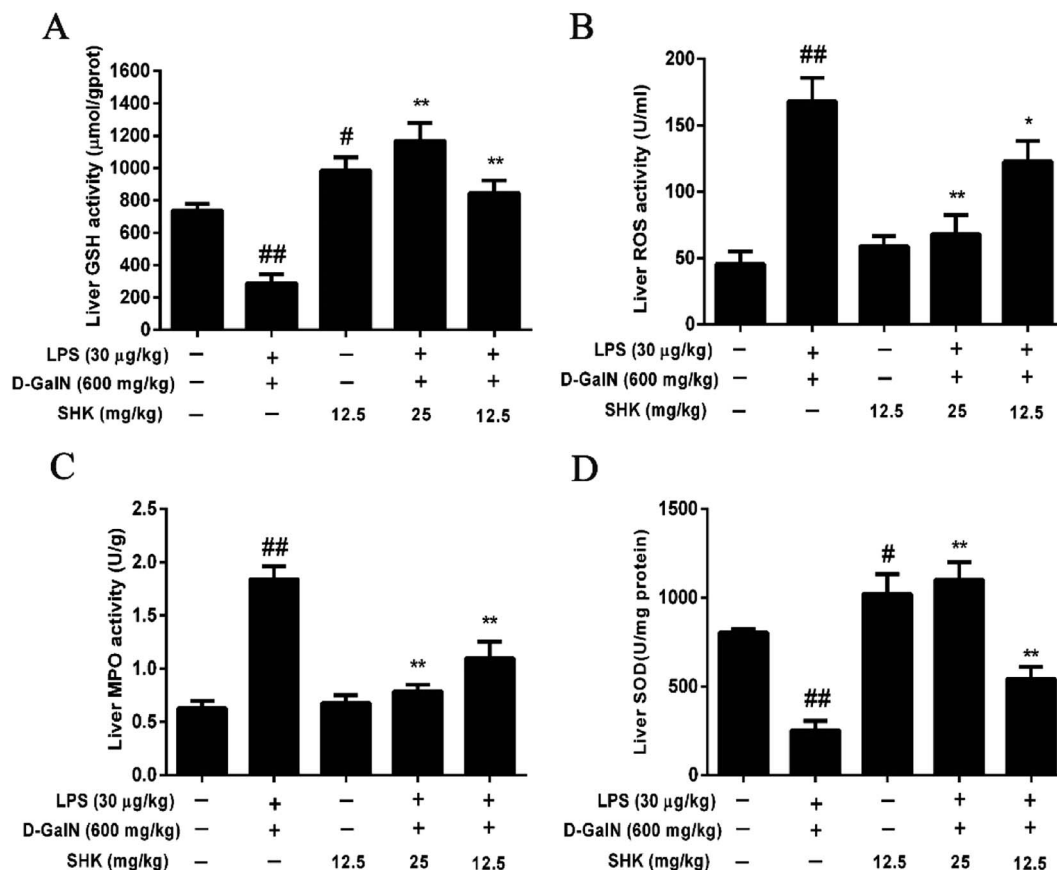 A
Liver GSH activity (μmol/gprot)
1600
1400
1200
1000
800
600
400
200
0
##
#
**
**
LPS (30 μg/kg) – + – + +
D-GalN (600 mg/kg) – + – + +
SHK (mg/kg) – – 12.5 25 12.5
B
Liver ROS activity (U/ml)
200
150
100
50
0
##
**
*
LPS (30 μg/kg) – + – + +
D-GalN (600 mg/kg) – + – + +
SHK (mg/kg) – – 12.5 25 12.5
C
Liver MPO activity (U/g)
2.5
2.0
1.5
1.0
0.5
0.0
##
**
**
LPS (30 μg/kg) – + – + +
D-GalN (600 mg/kg) – + – + +
SHK (mg/kg) – – 12.5 25 12.5
D
Liver SOD(U/mg protein)
1500
1000
500
0
##
#
**
**
LPS (30 μg/kg) – + – + +
D-GalN (600 mg/kg) – + – + +
SHK (mg/kg) – – 12.5 25 12.5